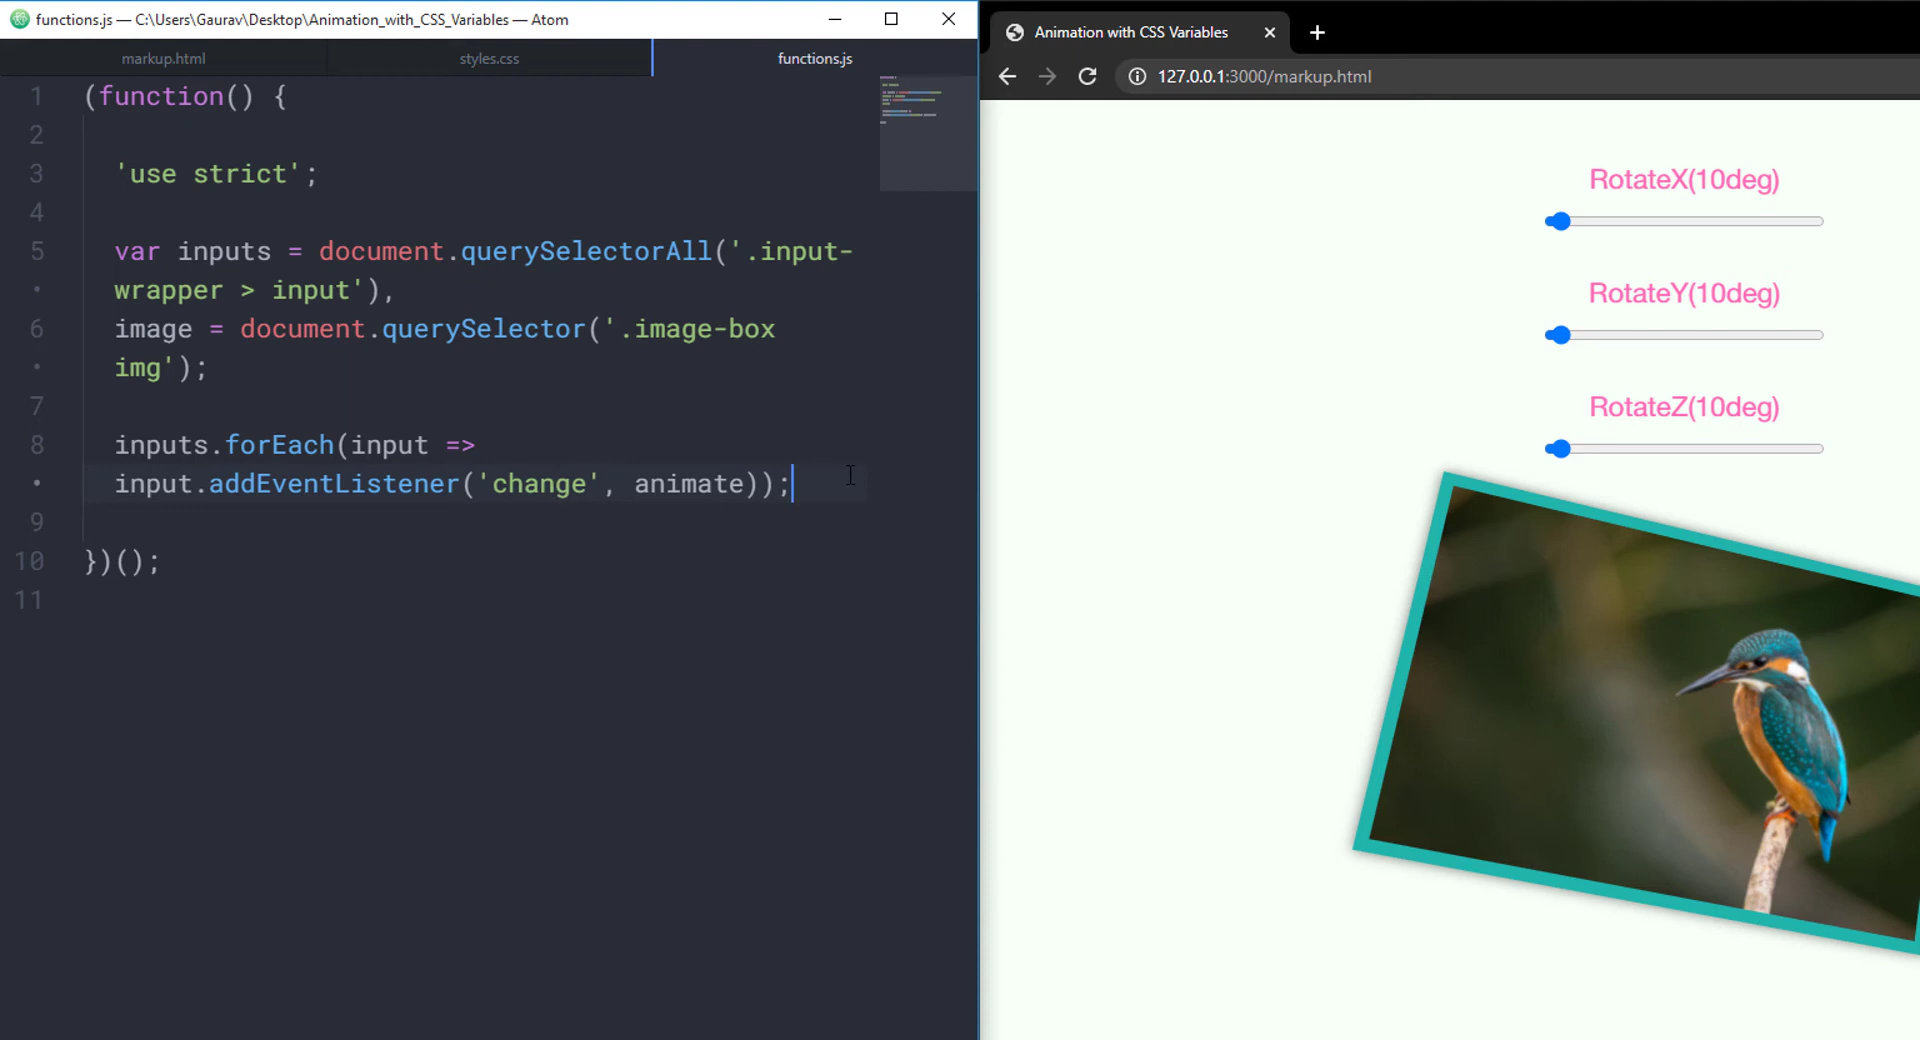 functions.js — C:\Users\Gaurav\Desktop\Animation_with_CSS_Variables — Atom
markup.html
styles.css
functions.js
1 (function() {
2
3 'use strict';
4
5 var inputs = document.querySelectorAll('.input-
• wrapper > input'),
6 image = document.querySelector('.image-box
• img');
7
8 inputs.forEach(input =>
• input.addEventListener('change', animate));
9
10 })();
11
Animation with CSS Variables
127.0.0.1:3000/markup.html
RotateX(10deg)
RotateY(10deg)
RotateZ(10deg)